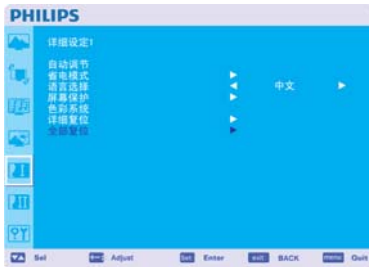 PHILIPS
详细设定1
自动调节
省电模式
语言选择 中文
屏幕保护
色彩系统
详细复位
全部复位
Sel Adjust Set Enter exit BACK menu Quit